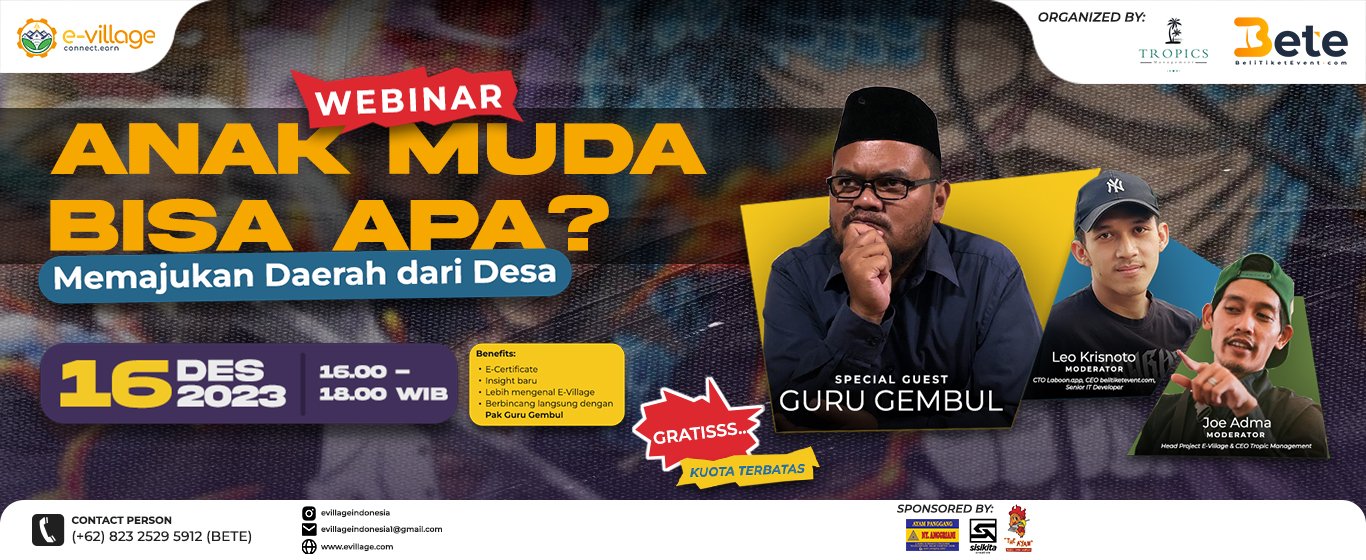 e-village
connect.earn
ORGANIZED BY:
TROPICS
Management
Bete
BeliTiketEvent.com
WEBINAR
ANAK MUDA
BISA APA?
Memajukan Daerah dari Desa
16 DES 2023
16.00 –
18.00 WIB
Benefits:
• E-Certificate
• Insight baru
• Lebih mengenal E-Village
• Berbincang langsung dengan
Pak Guru Gembul
GRATISSS...
KUOTA TERBATAS
SPECIAL GUEST
GURU GEMBUL
Leo Krisnoto
MODERATOR
CTO Laboon.app, CEO belitiketevent.com,
Senior IT Developer
Joe Adma
MODERATOR
Head Project E-Village & CEO Tropic Management
CONTACT PERSON
(+62) 823 2529 5912 (BETE)
evillageindonesia
evillageindonesia1@gmail.com
www.evillage.com
SPONSORED BY:
AYAM PANGGANG
NY. ANGGRIANI
sisikita